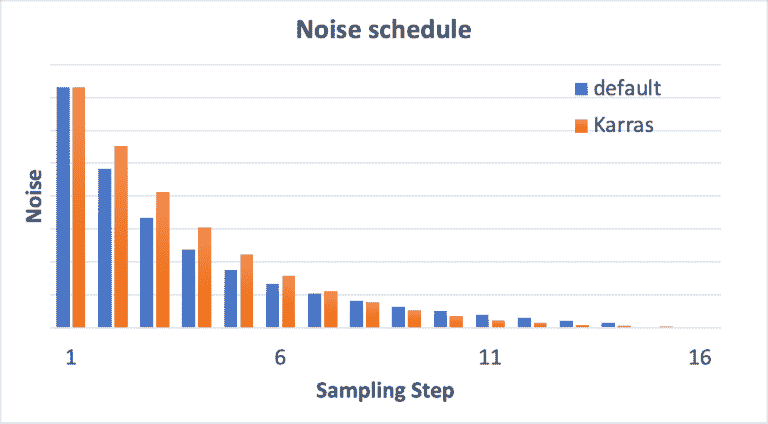 Noise schedule
default
Karras
Noise
1 6 11 16
Sampling Step